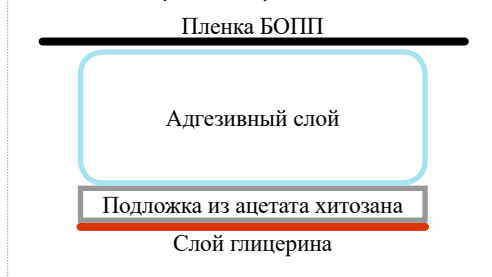 Пленка БОПП
Адгезивный слой
Подложка из ацетата хитозана
Слой глицерина